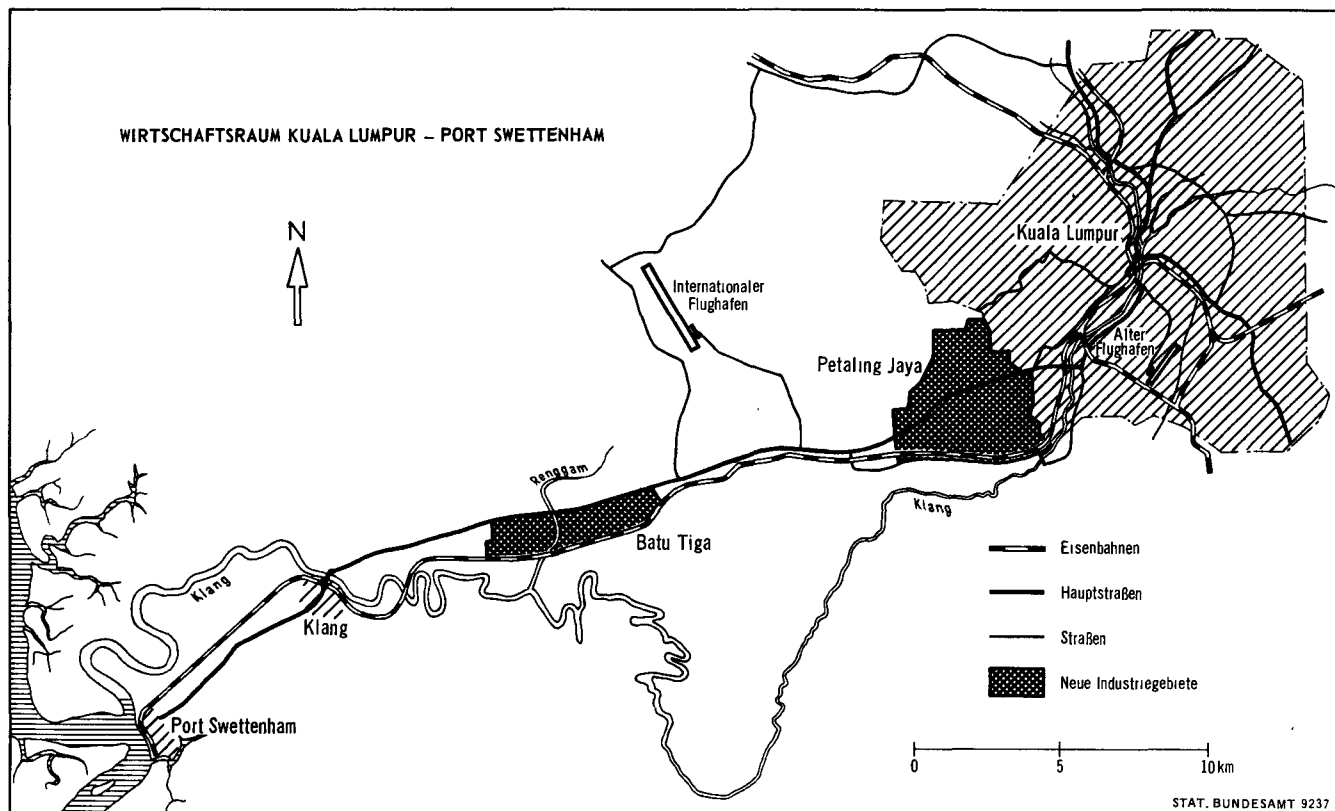 WIRTSCHAFTSRAUM KUALA LUMPUR – PORT SWETTENHAM
N
Kuala Lumpur
Internationaler
Flughafen
Alter
Flughafen
Petaling Jaya
Renggam
Klang
Batu Tiga
Klang
Klang
Port Swettenham
Eisenbahnen
Hauptstraßen
Straßen
Neue Industriegebiete
0 5 10 km
STAT. BUNDESAMT 9237